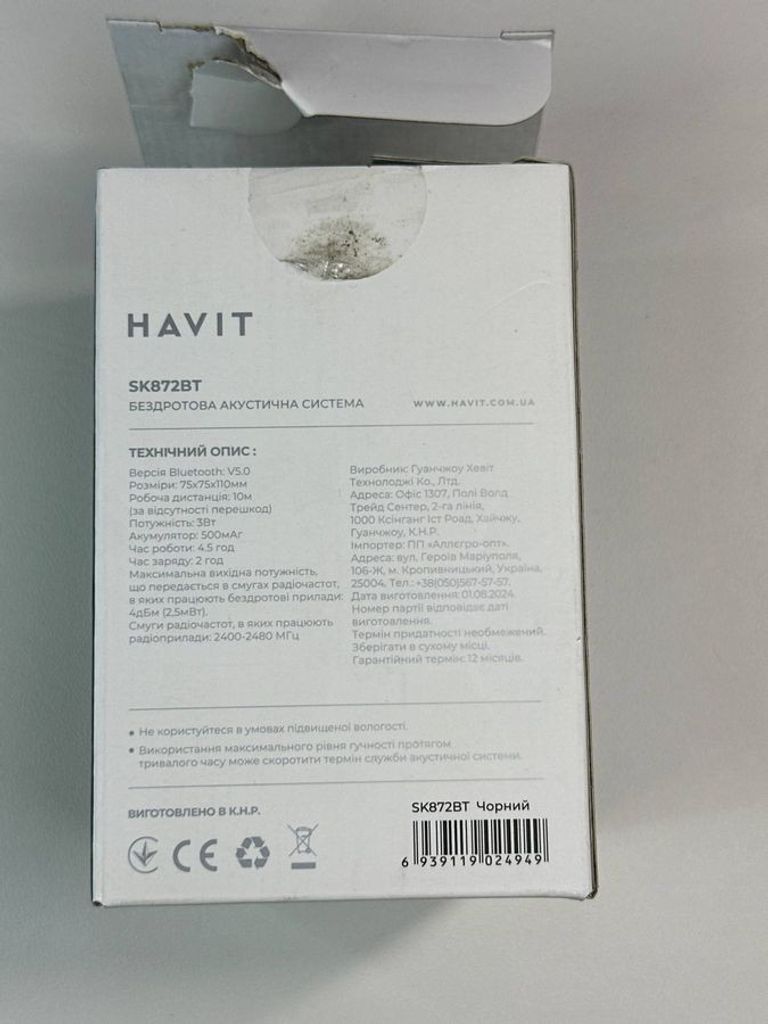 HAVIT
SK872BT
БЕЗДРОТОВА АКУСТИЧНА СИСТЕМА
WWW.HAVIT.COM.UA
ТЕХНІЧНИЙ ОПИС :
Версія Bluetooth: V5.0
Розміри: 75x75x110мм
Робоча дистанція: 10м
(за відсутності перешкод)
Потужність: 3Вт
Акумулятор: 500мАг
Час роботи: 4.5 год
Час заряду: 2 год
Максимальна вихідна потужність,
що передається в смугах радіочастот,
в яких працюють бездротові прилади:
4дБм (2,5мВт).
Смуги радіочастот, в яких працюють
радіоприлади: 2400-2480 МГц
Виробник: Гуанчжоу Хевіт
Технолоджі Ко., Лтд.
Адреса: Офіс 1307, Полі Волд
Трейд Сентер, 2-га лінія,
1000 Ксінганг Іст Роад, Хайчжу,
Гуанчжоу, К.Н.Р.
Імпортер: ПП «Аллєгро-опт».
Адреса: вул. Героїв Маріуполя,
106-Ж, м. Кропивницький, Україна,
25004. Тел.: +38(050)567-57-57.
Дата виготовлення: 01.08.2024.
Номер партії відповідає даті
виготовлення.
Термін придатності необмежений.
Зберігати в сухому місці.
Гарантійний термін: 12 місяців.
• Не користуйтеся в умовах підвищеної вологості.
• Використання максимального рівня гучності протягом
тривалого часу може скоротити термін служби акустичної системи.
ВИГОТОВЛЕНО В К.Н.Р.
CE
SK872BT Чорний
6 939119 024949